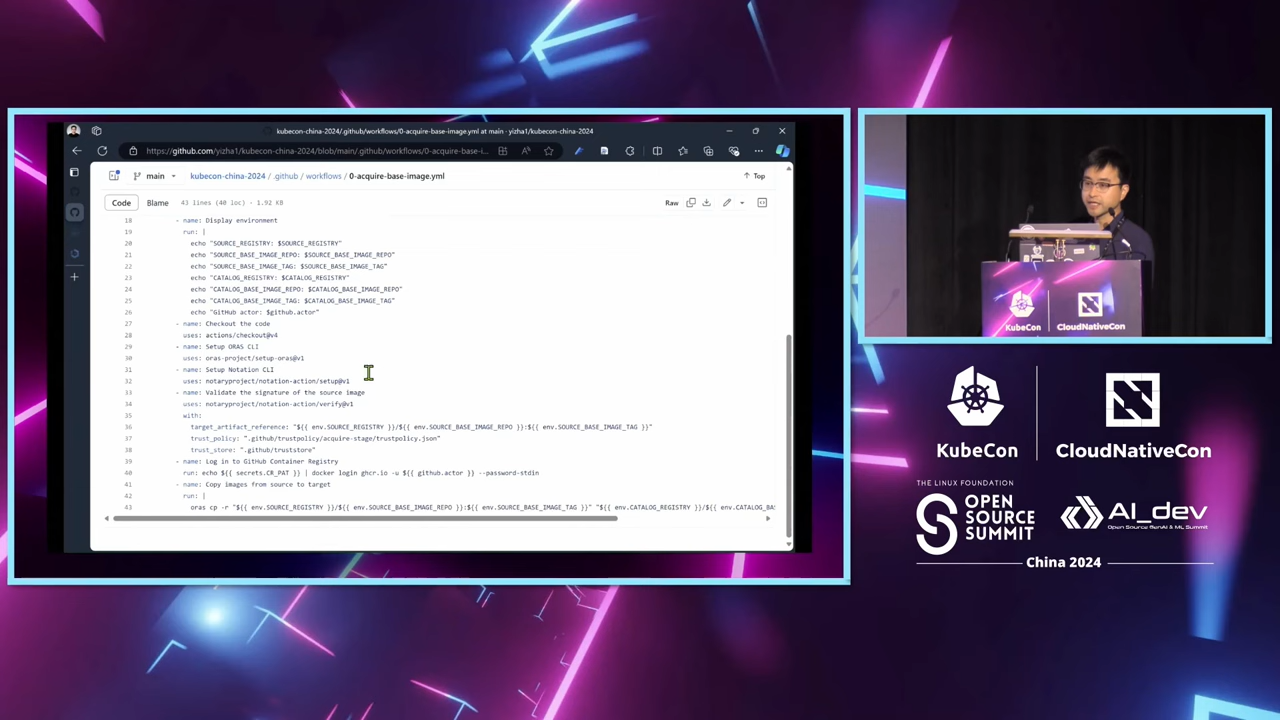 kubecon-china-2024/.github/workflows/0-acquire-base-image.yml at main · yizha1/kubecon-china-2024
https://github.com/yizha1/kubecon-china-2024/blob/main/.github/workflows/0-acquire-base-i...
main
kubecon-china-2024 / .github / workflows / 0-acquire-base-image.yml
Top
Code Blame 43 lines (40 loc) · 1.92 KB
Raw
18 - name: Display environment
19 run: |
20 echo "SOURCE_REGISTRY: $SOURCE_REGISTRY"
21 echo "SOURCE_BASE_IMAGE_REPO: $SOURCE_BASE_IMAGE_REPO"
22 echo "SOURCE_BASE_IMAGE_TAG: $SOURCE_BASE_IMAGE_TAG"
23 echo "CATALOG_REGISTRY: $CATALOG_REGISTRY"
24 echo "CATALOG_BASE_IMAGE_REPO: $CATALOG_BASE_IMAGE_REPO"
25 echo "CATALOG_BASE_IMAGE_TAG: $CATALOG_BASE_IMAGE_TAG"
26 echo "GitHub actor: $github.actor"
27 - name: Checkout the code
28 uses: actions/checkout@v4
29 - name: Setup ORAS CLI
30 uses: oras-project/setup-oras@v1
31 - name: Setup Notation CLI
32 uses: notaryproject/notation-action/setup@v1
33 - name: Validate the signature of the source image
34 uses: notaryproject/notation-action/verify@v1
35 with:
36 target_artifact_reference: "${{ env.SOURCE_REGISTRY }}/${{ env.SOURCE_BASE_IMAGE_REPO }}:${{ env.SOURCE_BASE_IMAGE_TAG }}"
37 trust_policy: ".github/trustpolicy/acquire-stage/trustpolicy.json"
38 trust_store: ".github/truststore"
39 - name: Log in to GitHub Container Registry
40 run: echo ${{ secrets.CR_PAT }} | docker login ghcr.io -u ${{ github.actor }} --password-stdin
41 - name: Copy images from source to target
42 run: |
43 oras cp -r "${{ env.SOURCE_REGISTRY }}/${{ env.SOURCE_BASE_IMAGE_REPO }}:${{ env.SOURCE_BASE_IMAGE_TAG }}" "${{ env.CATALOG_REGISTRY }}/${{ env.CATALOG_BAS
KubeCon
CloudNativeCon
KubeCon
CloudNativeCon
THE LINUX FOUNDATION
OPEN
SOURCE
SUMMIT
AI_dev
Open Source GenAI & ML Summit
China 2024